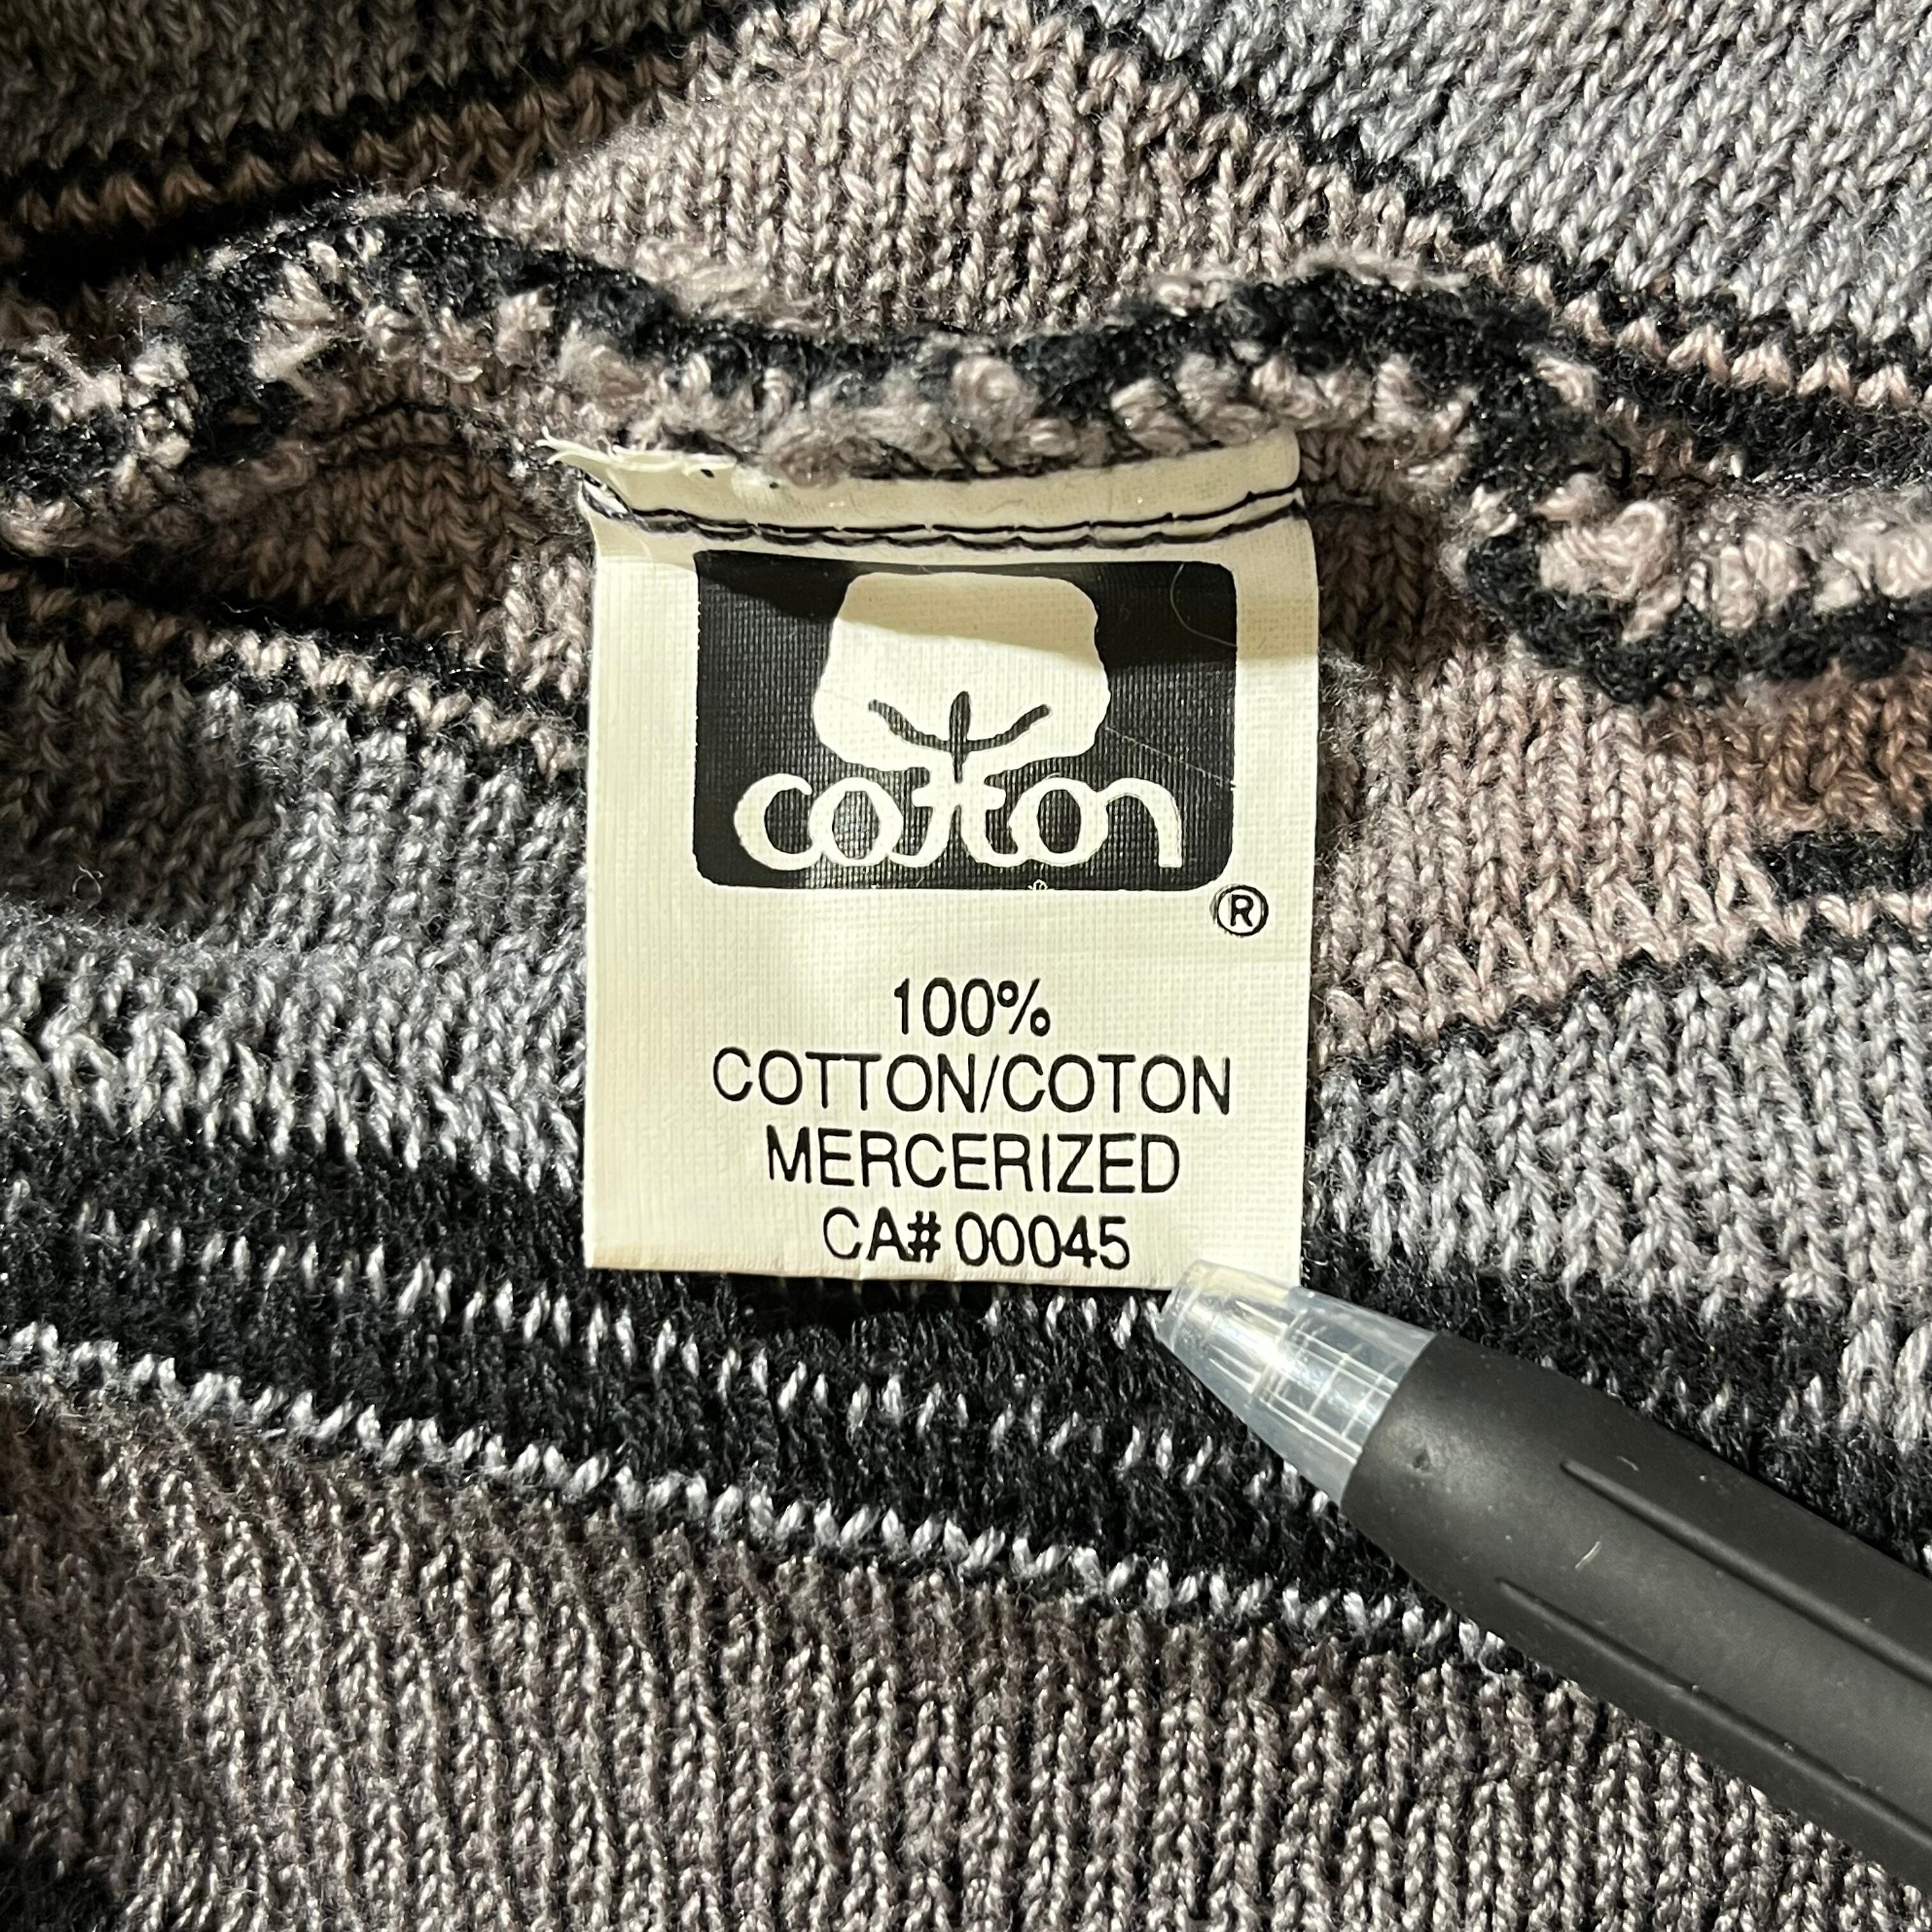 cotton
®
100%
COTTON/COTON
MERCERIZED
CA# 00045